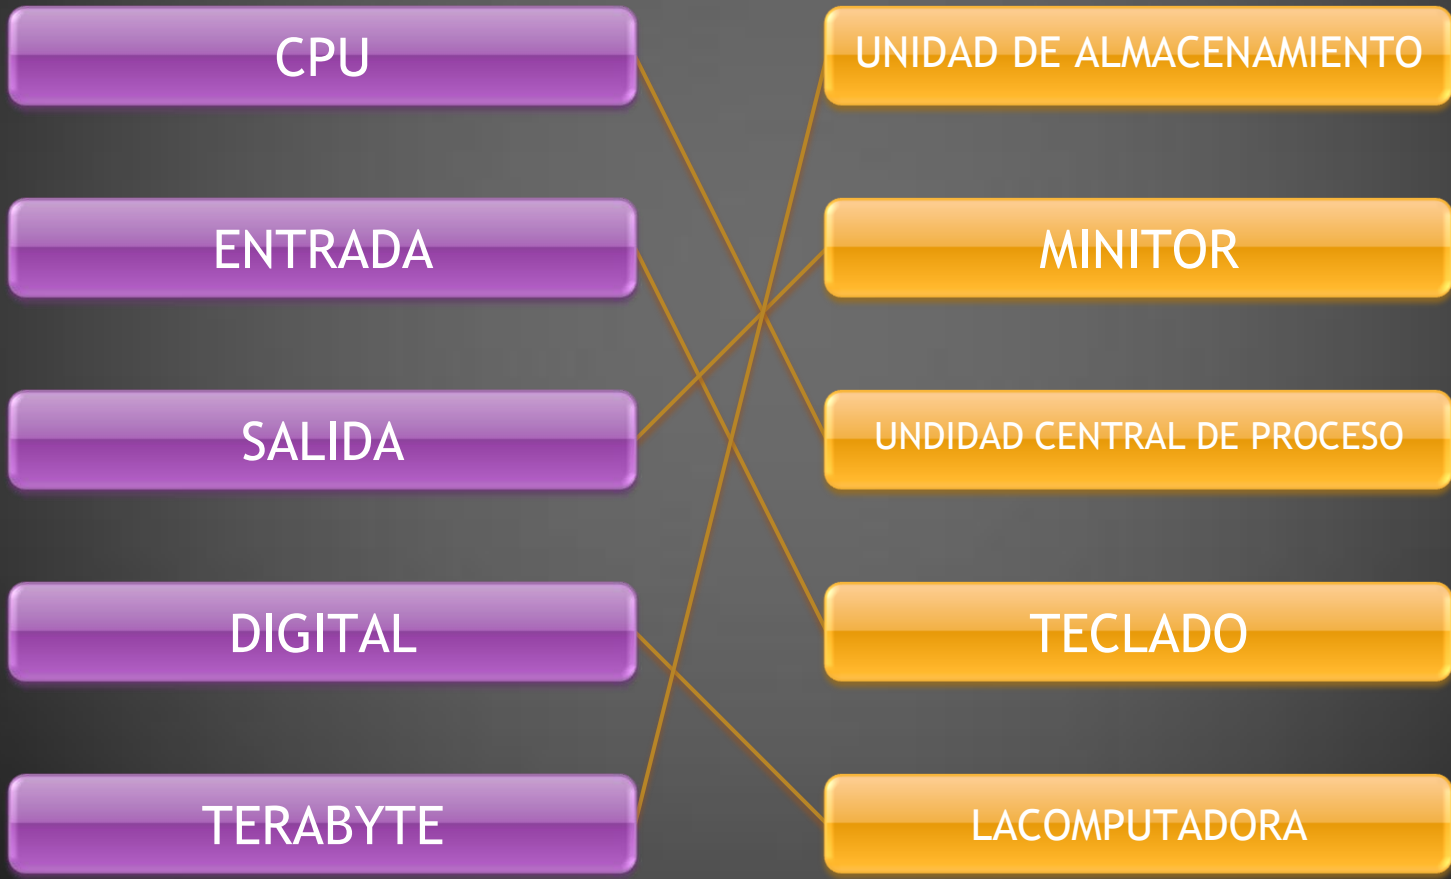 CPU
UNIDAD DE ALMACENAMIENTO
ENTRADA
MINITOR
SALIDA
UNDIDAD CENTRAL DE PROCESO
DIGITAL
TECLADO
TERABYTE
LACOMPUTADORA